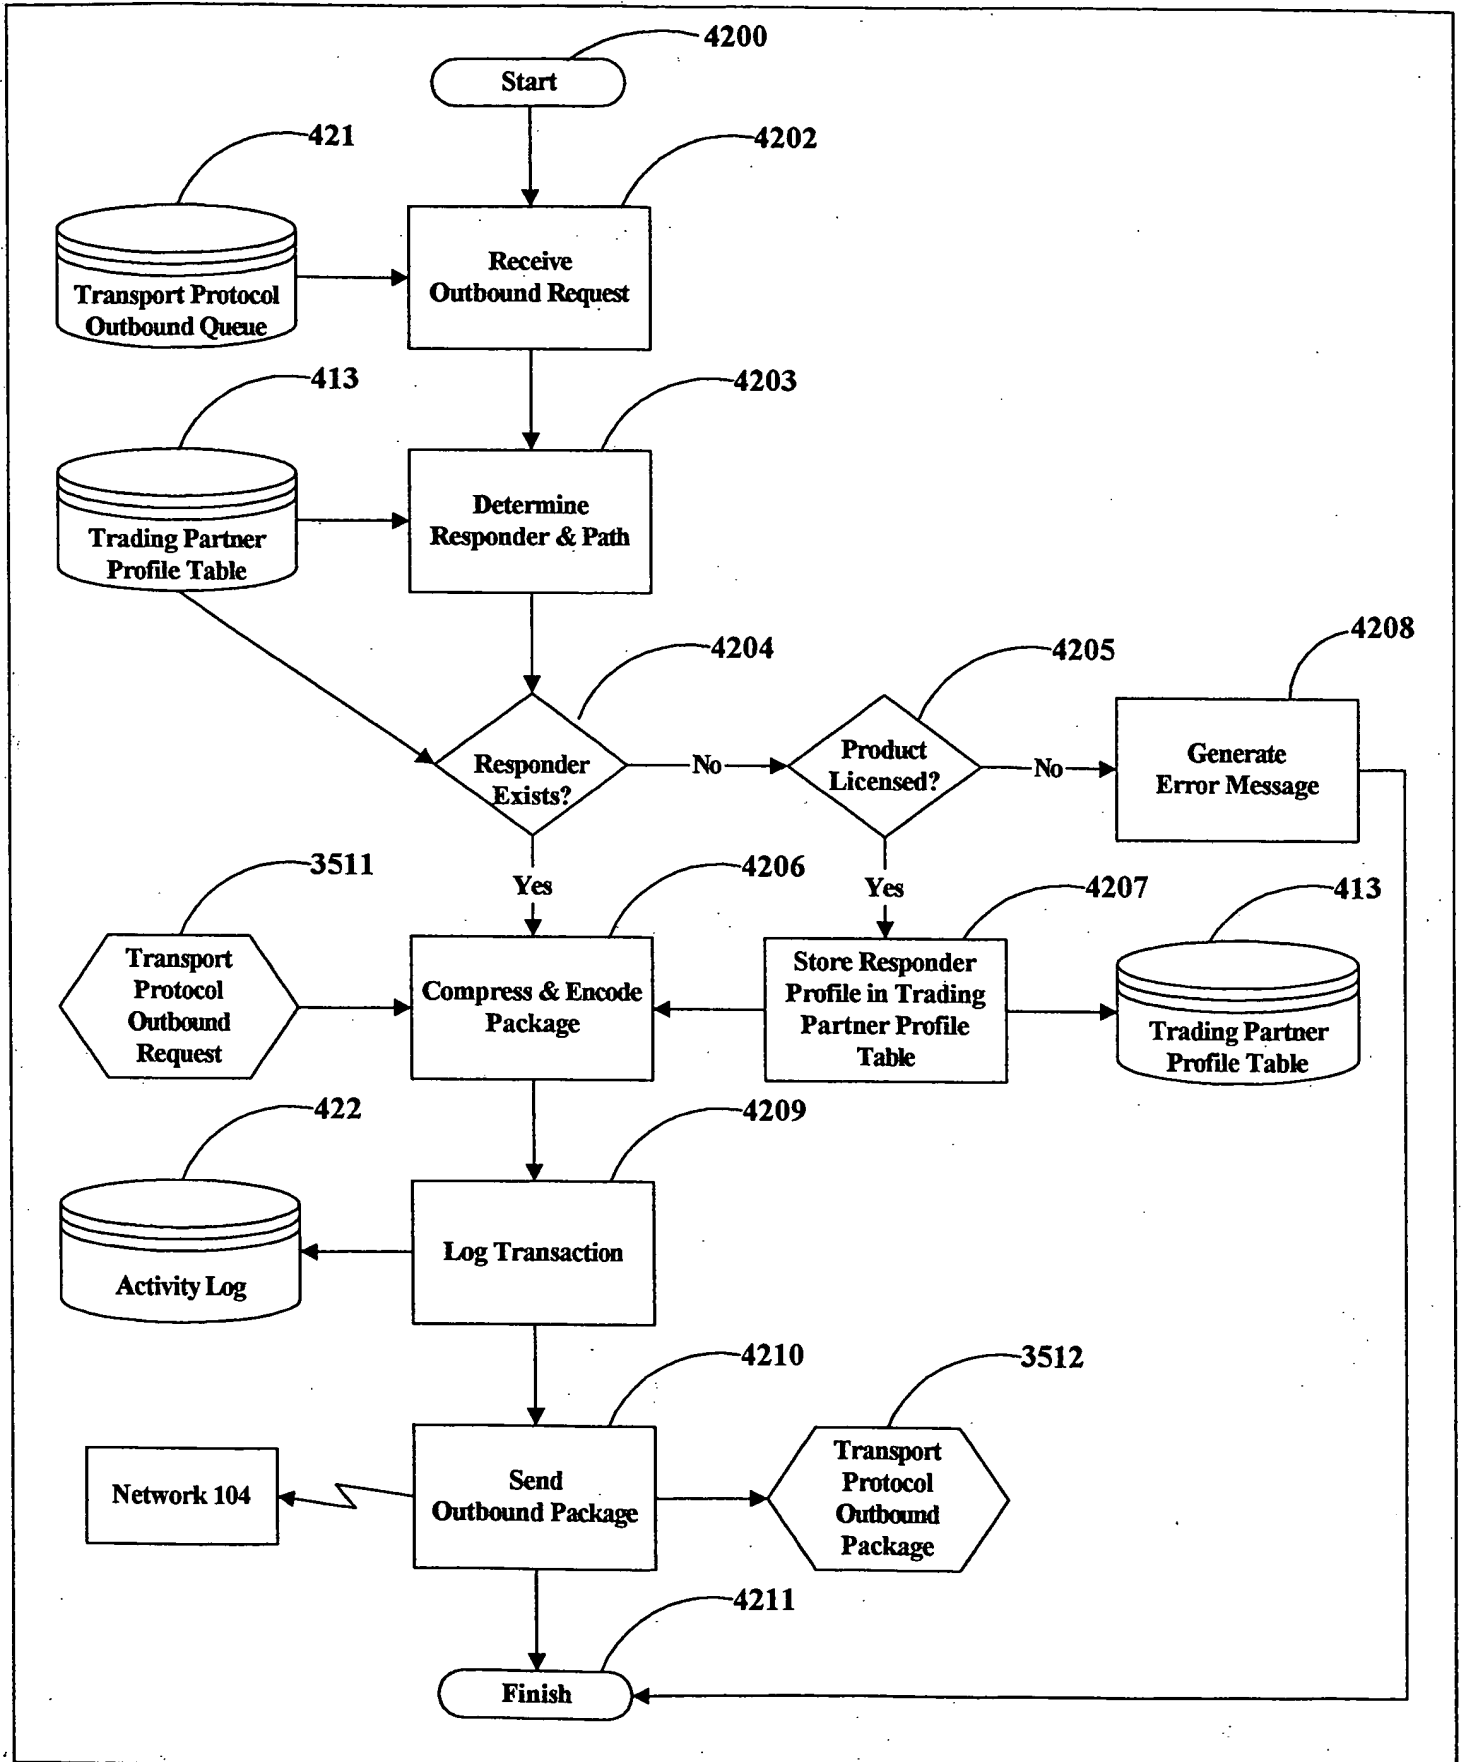 4200
Start
421
4202
Transport Protocol
Outbound Queue
Receive
Outbound Request
413
4203
Trading Partner
Profile Table
Determine
Responder & Path
4204
4205
4208
Responder
Exists?
No
Product
Licensed?
No
Generate
Error Message
3511
Yes
4206
Yes
4207
413
Transport
Protocol
Outbound
Request
Compress & Encode
Package
Store Responder
Profile in Trading
Partner Profile
Table
Trading Partner
Profile Table
422
4209
Activity Log
Log Transaction
4210
3512
Network 104
Send
Outbound Package
Transport
Protocol
Outbound
Package
4211
Finish